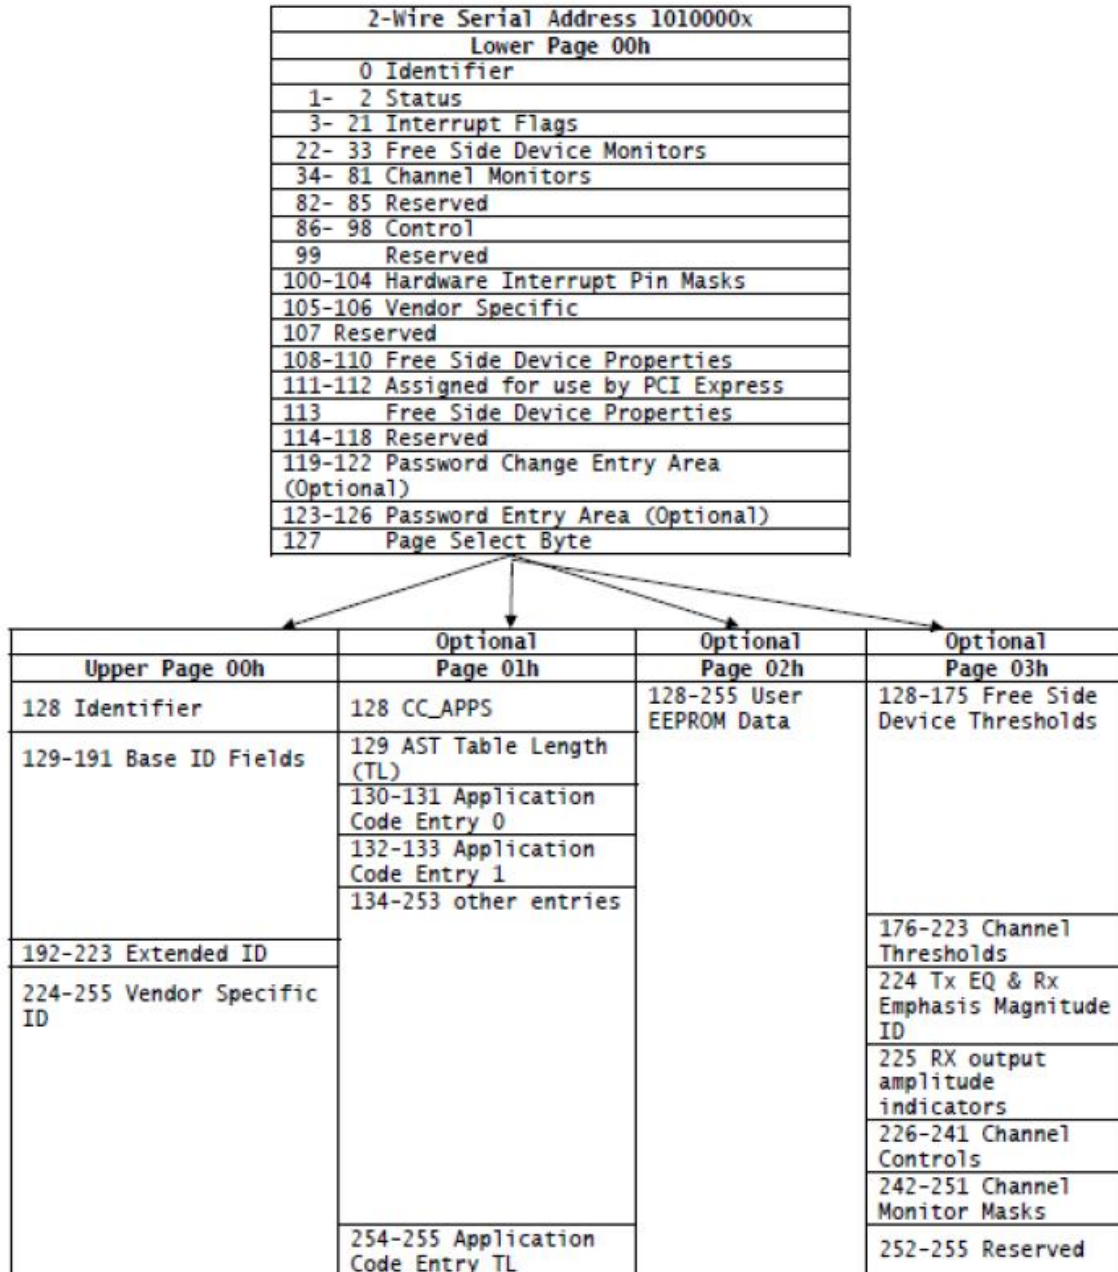 2-Wire Serial Address 1010000x
Lower Page 00h
0 Identifier
1- 2 Status
3- 21 Interrupt Flags
22- 33 Free Side Device Monitors
34- 81 Channel Monitors
82- 85 Reserved
86- 98 Control
99 Reserved
100-104 Hardware Interrupt Pin Masks
105-106 Vendor Specific
107 Reserved
108-110 Free Side Device Properties
111-112 Assigned for use by PCI Express
113 Free Side Device Properties
114-118 Reserved
119-122 Password Change Entry Area
(Optional)
123-126 Password Entry Area (Optional)
127 Page Select Byte
Upper Page 00h
128 Identifier
129-191 Base ID Fields
192-223 Extended ID
224-255 Vendor Specific
ID
Optional
Page 01h
128 CC_APPS
129 AST Table Length
(TL)
130-131 Application
Code Entry 0
132-133 Application
Code Entry 1
134-253 other entries
254-255 Application
Code Entry TL
Optional
Page 02h
128-255 User
EEPROM Data
Optional
Page 03h
128-175 Free Side
Device Thresholds
176-223 Channel
Thresholds
224 Tx EQ & Rx
Emphasis Magnitude
ID
225 RX output
amplitude
indicators
226-241 Channel
Controls
242-251 Channel
Monitor Masks
252-255 Reserved